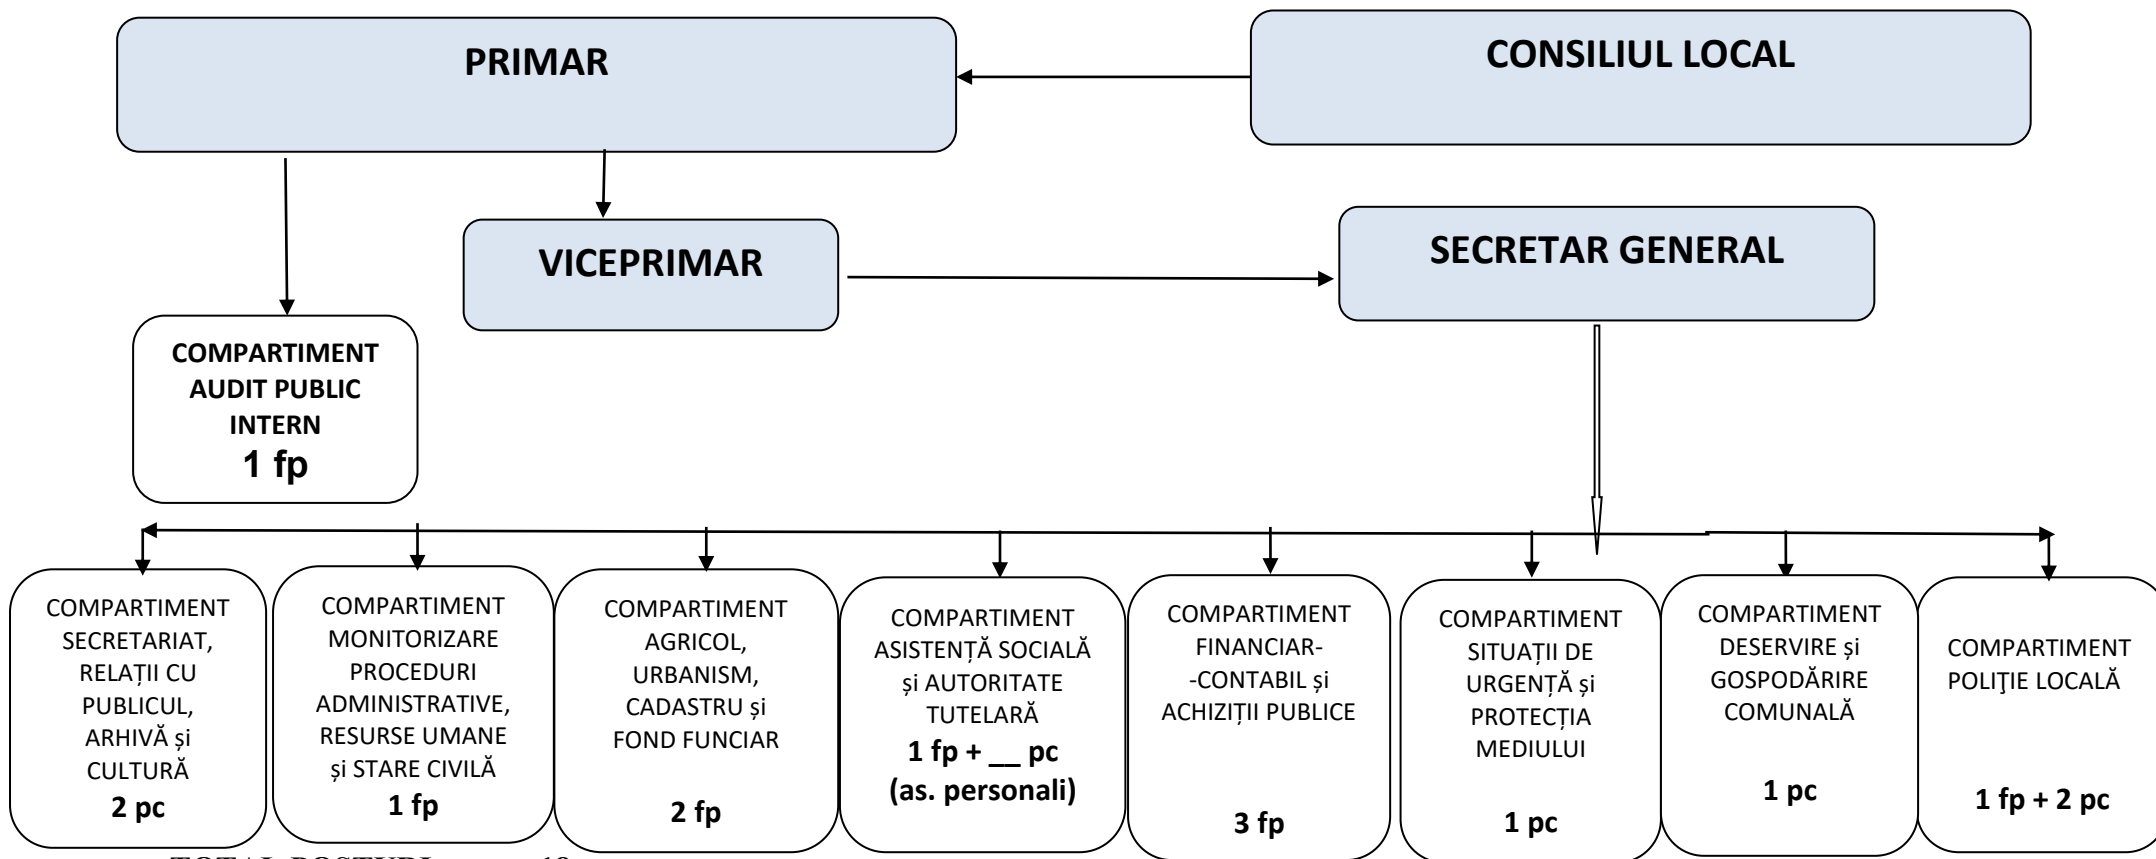 PRIMAR
CONSILIUL LOCAL
VICEPRIMAR
SECRETAR GENERAL
COMPARTIMENT
AUDIT PUBLIC
INTERN
1 fp
COMPARTIMENT
SECRETARIAT,
RELAȚII CU
PUBLICUL,
ARHIVĂ și
CULTURĂ
2 pc
COMPARTIMENT
MONITORIZARE
PROCEDURI
ADMINISTRATIVE,
RESURSE UMANE
și STARE CIVILĂ
1 fp
COMPARTIMENT
AGRICOL,
URBANISM,
CADASTRU și
FOND FUNCIAR
2 fp
COMPARTIMENT
ASISTENȚĂ SOCIALĂ
și AUTORITATE
TUTELARĂ
1 fp + __ pc
(as. personali)
COMPARTIMENT
FINANCIAR-
-CONTABIL și
ACHIZIȚII PUBLICE
3 fp
COMPARTIMENT
SITUAȚII DE
URGENȚĂ și
PROTECȚIA
MEDIULUI
1 pc
COMPARTIMENT
DESERVIRE și
GOSPODĂRIRE
COMUNALĂ
1 pc
COMPARTIMENT
POLIŢIE LOCALĂ
1 fp + 2 pc
TOTAL POSTURI